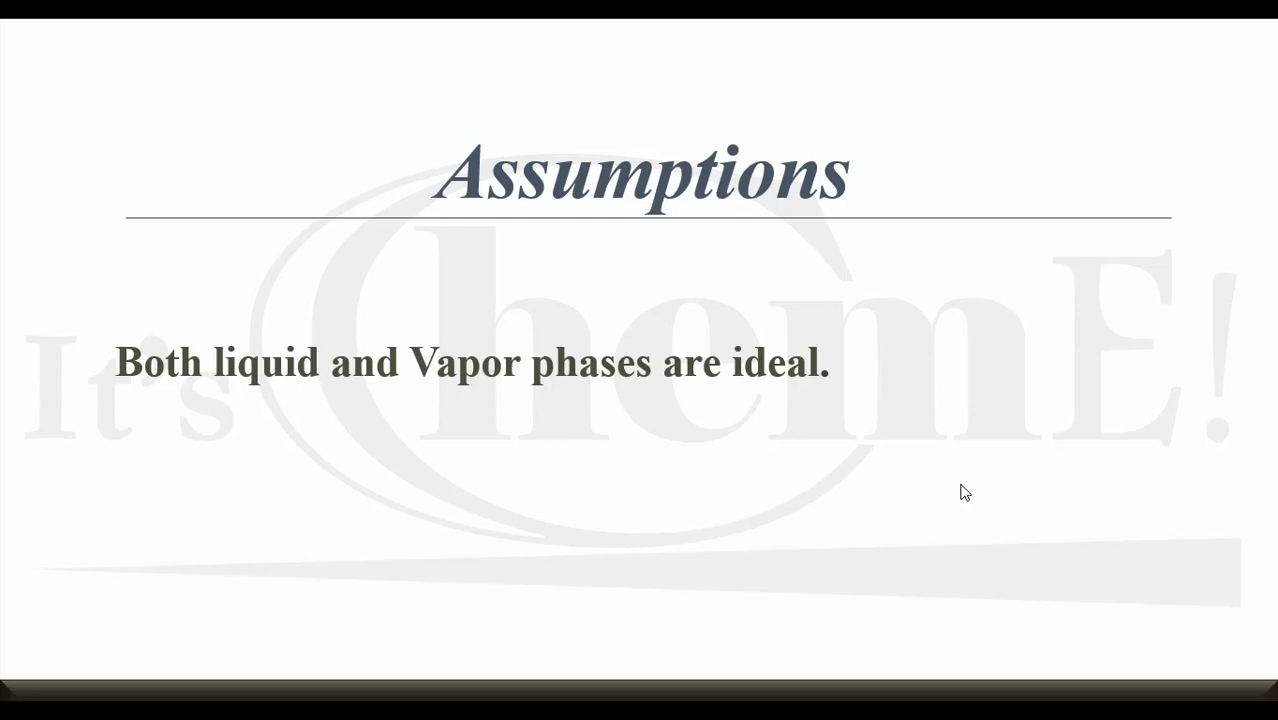 Assumptions
Both liquid and Vapor phases are ideal.
It's ChemE!